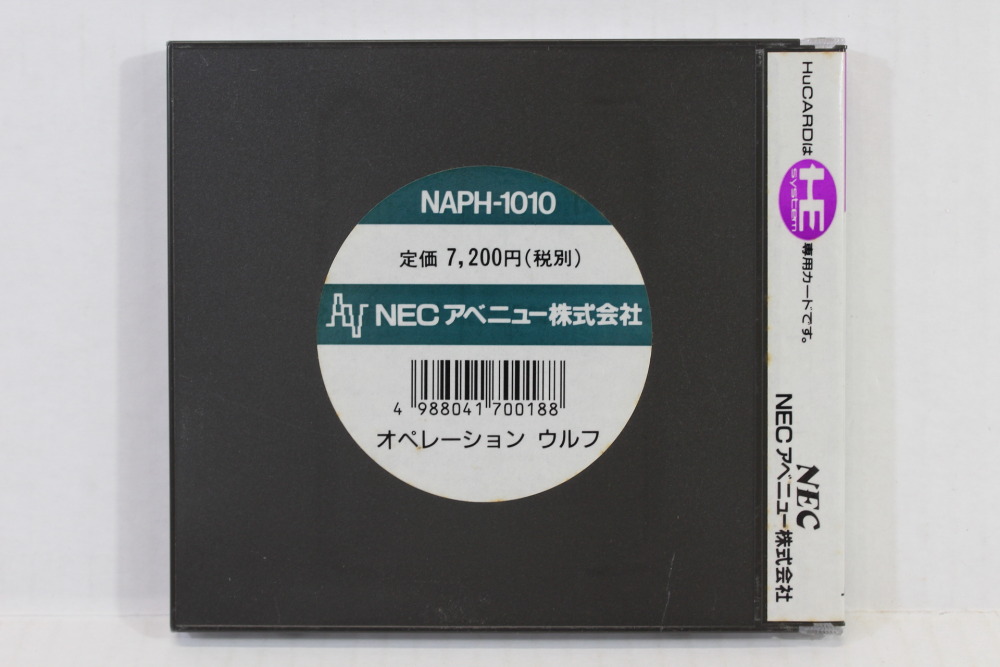 NAPH-1010
定価 7,200円(税別)
NECアベニュー株式会社
4 988041 700188
オペレーション ウルフ
HuCARDは HE system 専用カードです。
NEC
NECアベニュー株式会社